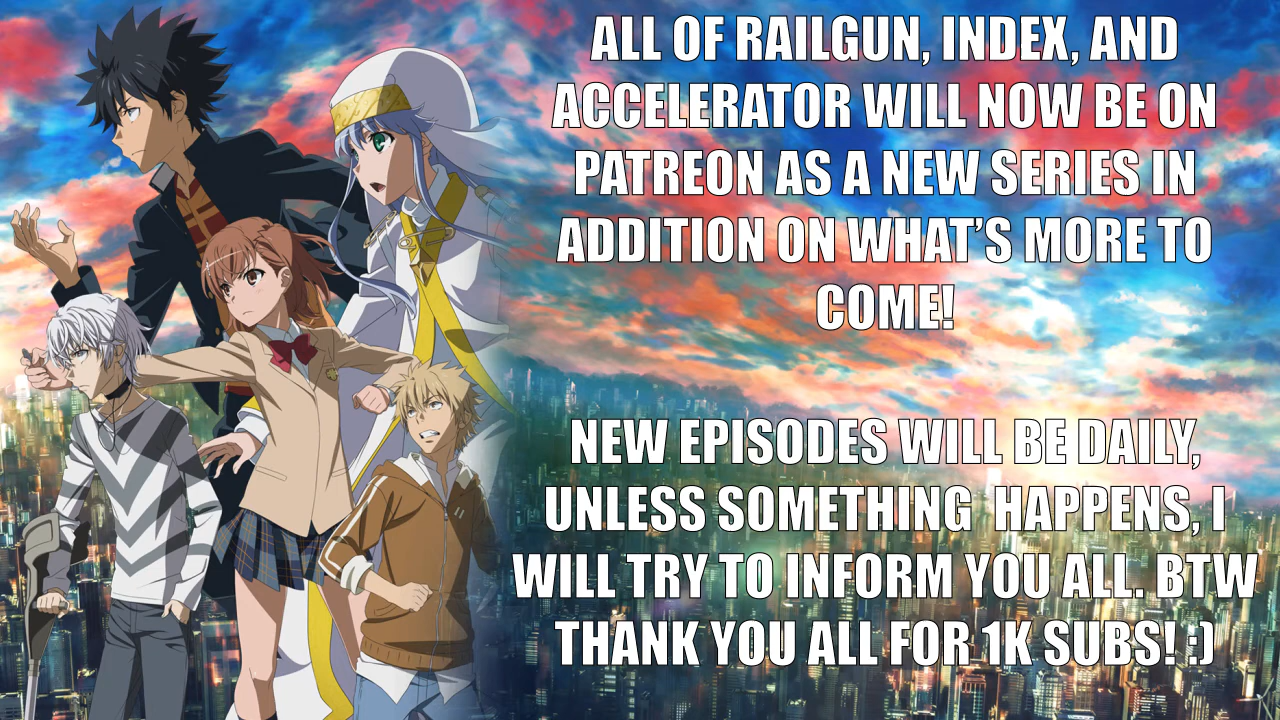 ALL OF RAILGUN, INDEX, AND
ACCELERATOR WILL NOW BE ON
PATREON AS A NEW SERIES IN
ADDITION ON WHAT'S MORE TO
COME!
NEW EPISODES WILL BE DAILY,
UNLESS SOMETHING  HAPPENS, I
WILL TRY TO INFORM YOU ALL. BTW
THANK YOU ALL FOR 1K SUBS! :)